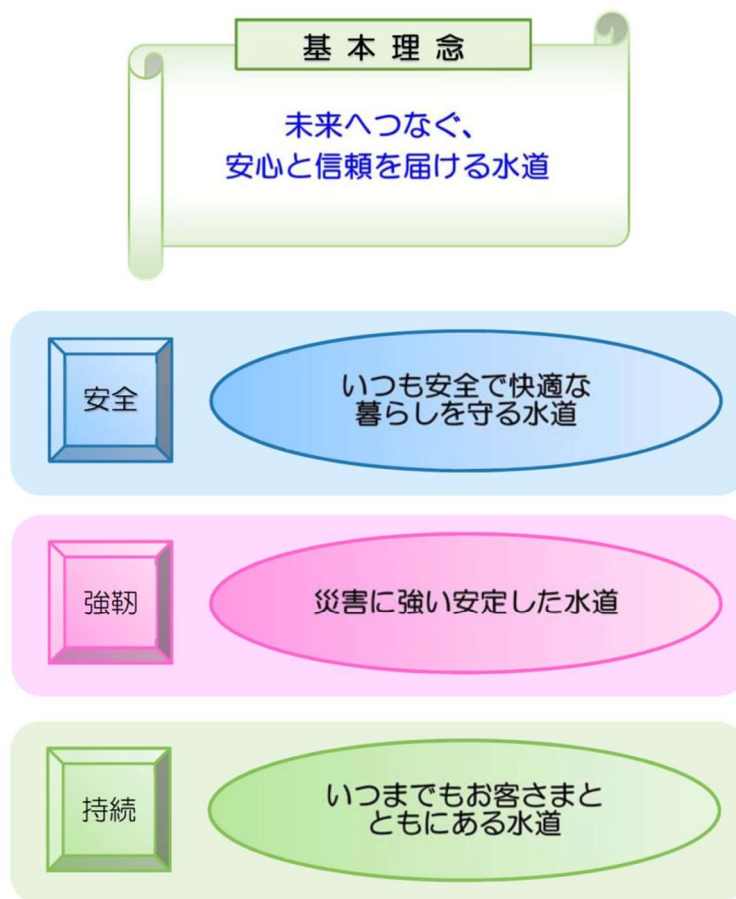 基本理念
未来へつなぐ、
安心と信頼を届ける水道
安全
いつも安全で快適な
暮らしを守る水道
強靭
災害に強い安定した水道
持続
いつまでもお客さまと
ともにある水道